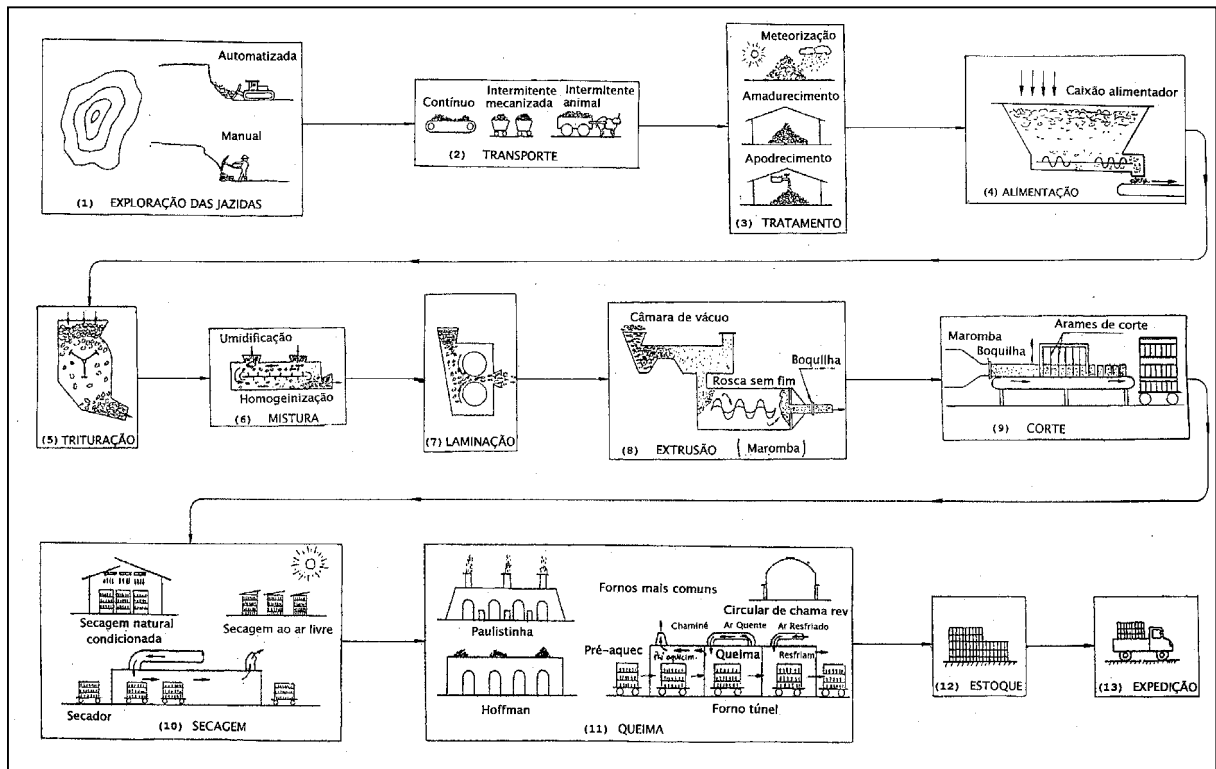 Automatizada
Manual
(1) EXPLORAÇÃO DAS JAZIDAS
Contínuo
Intermitente
mecanizada
Intermitente
animal
(2) TRANSPORTE
Meteorização
Amadurecimento
Apodrecimento
(3) TRATAMENTO
Caixão alimentador
(4) ALIMENTAÇÃO
(5) TRITURAÇÃO
Umidificação
Homogeinização
(6) MISTURA
(7) LAMINAÇÃO
Câmara de vácuo
Boquilha
Rosca sem fim
(8) EXTRUSÃO (Maromba)
Arames de corte
Maromba
Boquilha
(9) CORTE
Secagem natural
condicionada
Secagem ao ar livre
Secador
(10) SECAGEM
Paulistinha
Hoffman
Fornos mais comuns
Circular de chama rev
Chaminé
Ar Quente
Ar Resfriado
Pré-aquec
Queima
Resfriam
Forno túnel
(11) QUEIMA
(12) ESTOQUE
(13) EXPEDIÇÃO